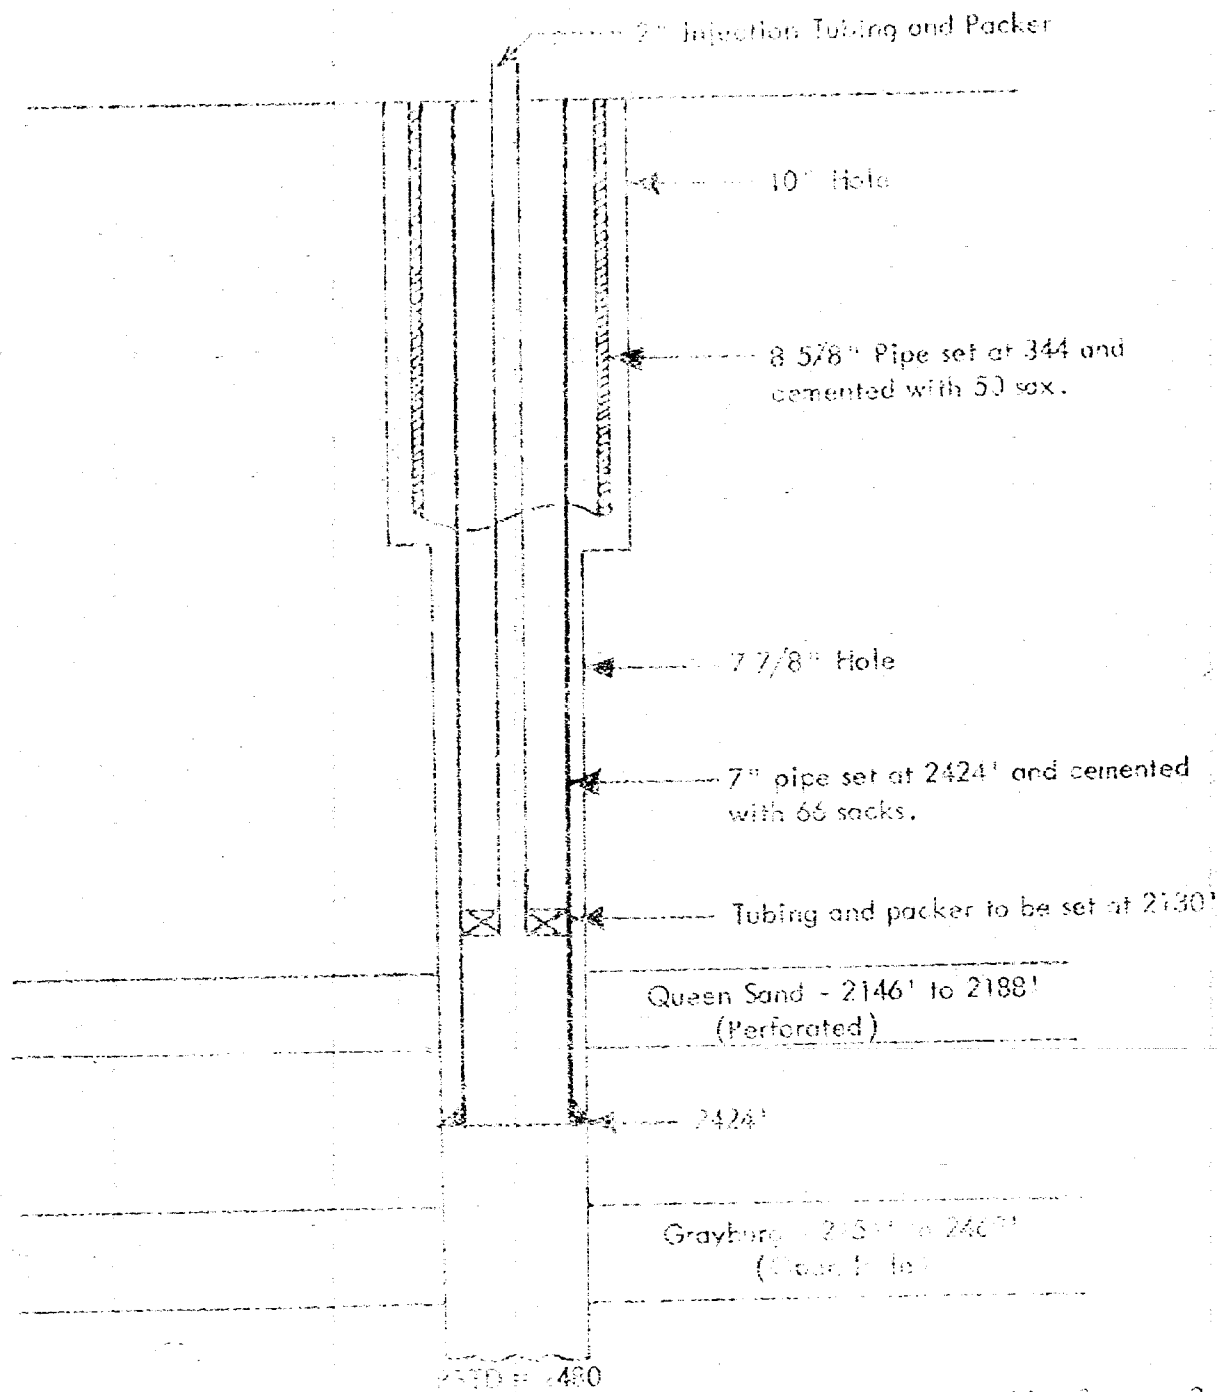 2" Injection Tubing and Packer
10" Hole
8 5/8" Pipe set at 344 and
cemented with 50 sax.
7 7/8" Hole
7" pipe set at 2424' and cemented
with 66 sacks.
Tubing and packer to be set at 2130'
Queen Sand - 2146' to 2188'
(Perforated)
2424'
Grayburg